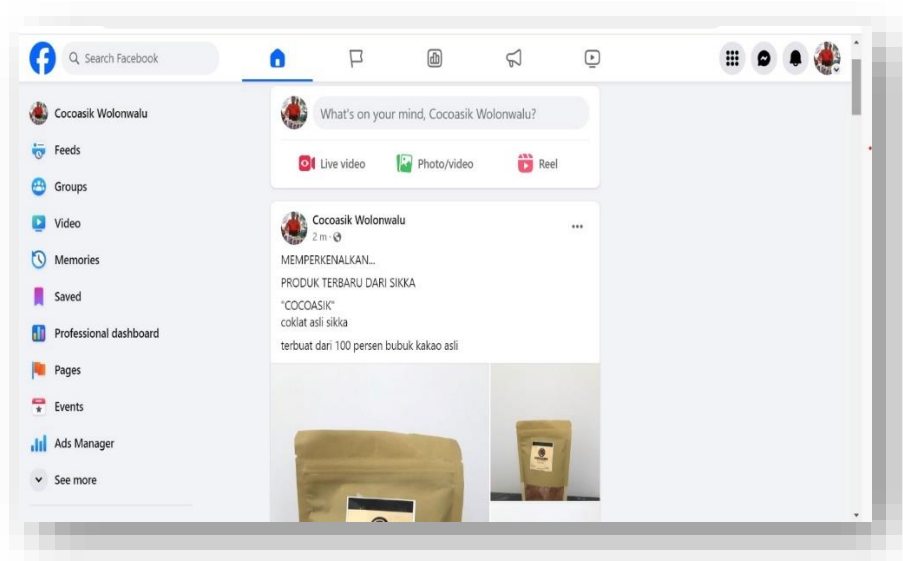 Search Facebook
Cocoasik Wolonwalu
Feeds
Groups
Video
Memories
Saved
Professional dashboard
Pages
Events
Ads Manager
See more
What's on your mind, Cocoasik Wolonwalu?
Live video
Photo/video
Reel
Cocoasik Wolonwalu
2 m ·
MEMPERKENALKAN...
PRODUK TERBARU DARI SIKKA
"COCOASIK"
coklat asli sikka
terbuat dari 100 persen bubuk kakao asli